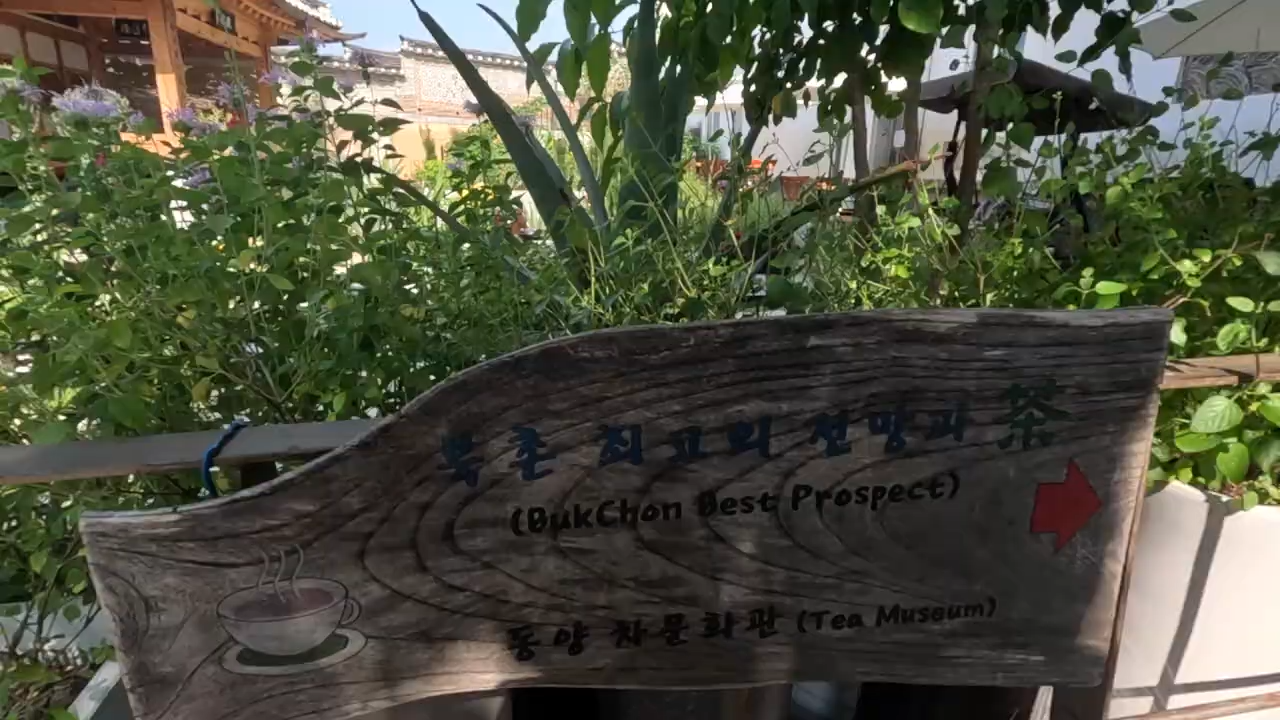 북촌 최고의 전망과 茶
(BukChon Best Prospect)
동양차문화관 (Tea Museum)